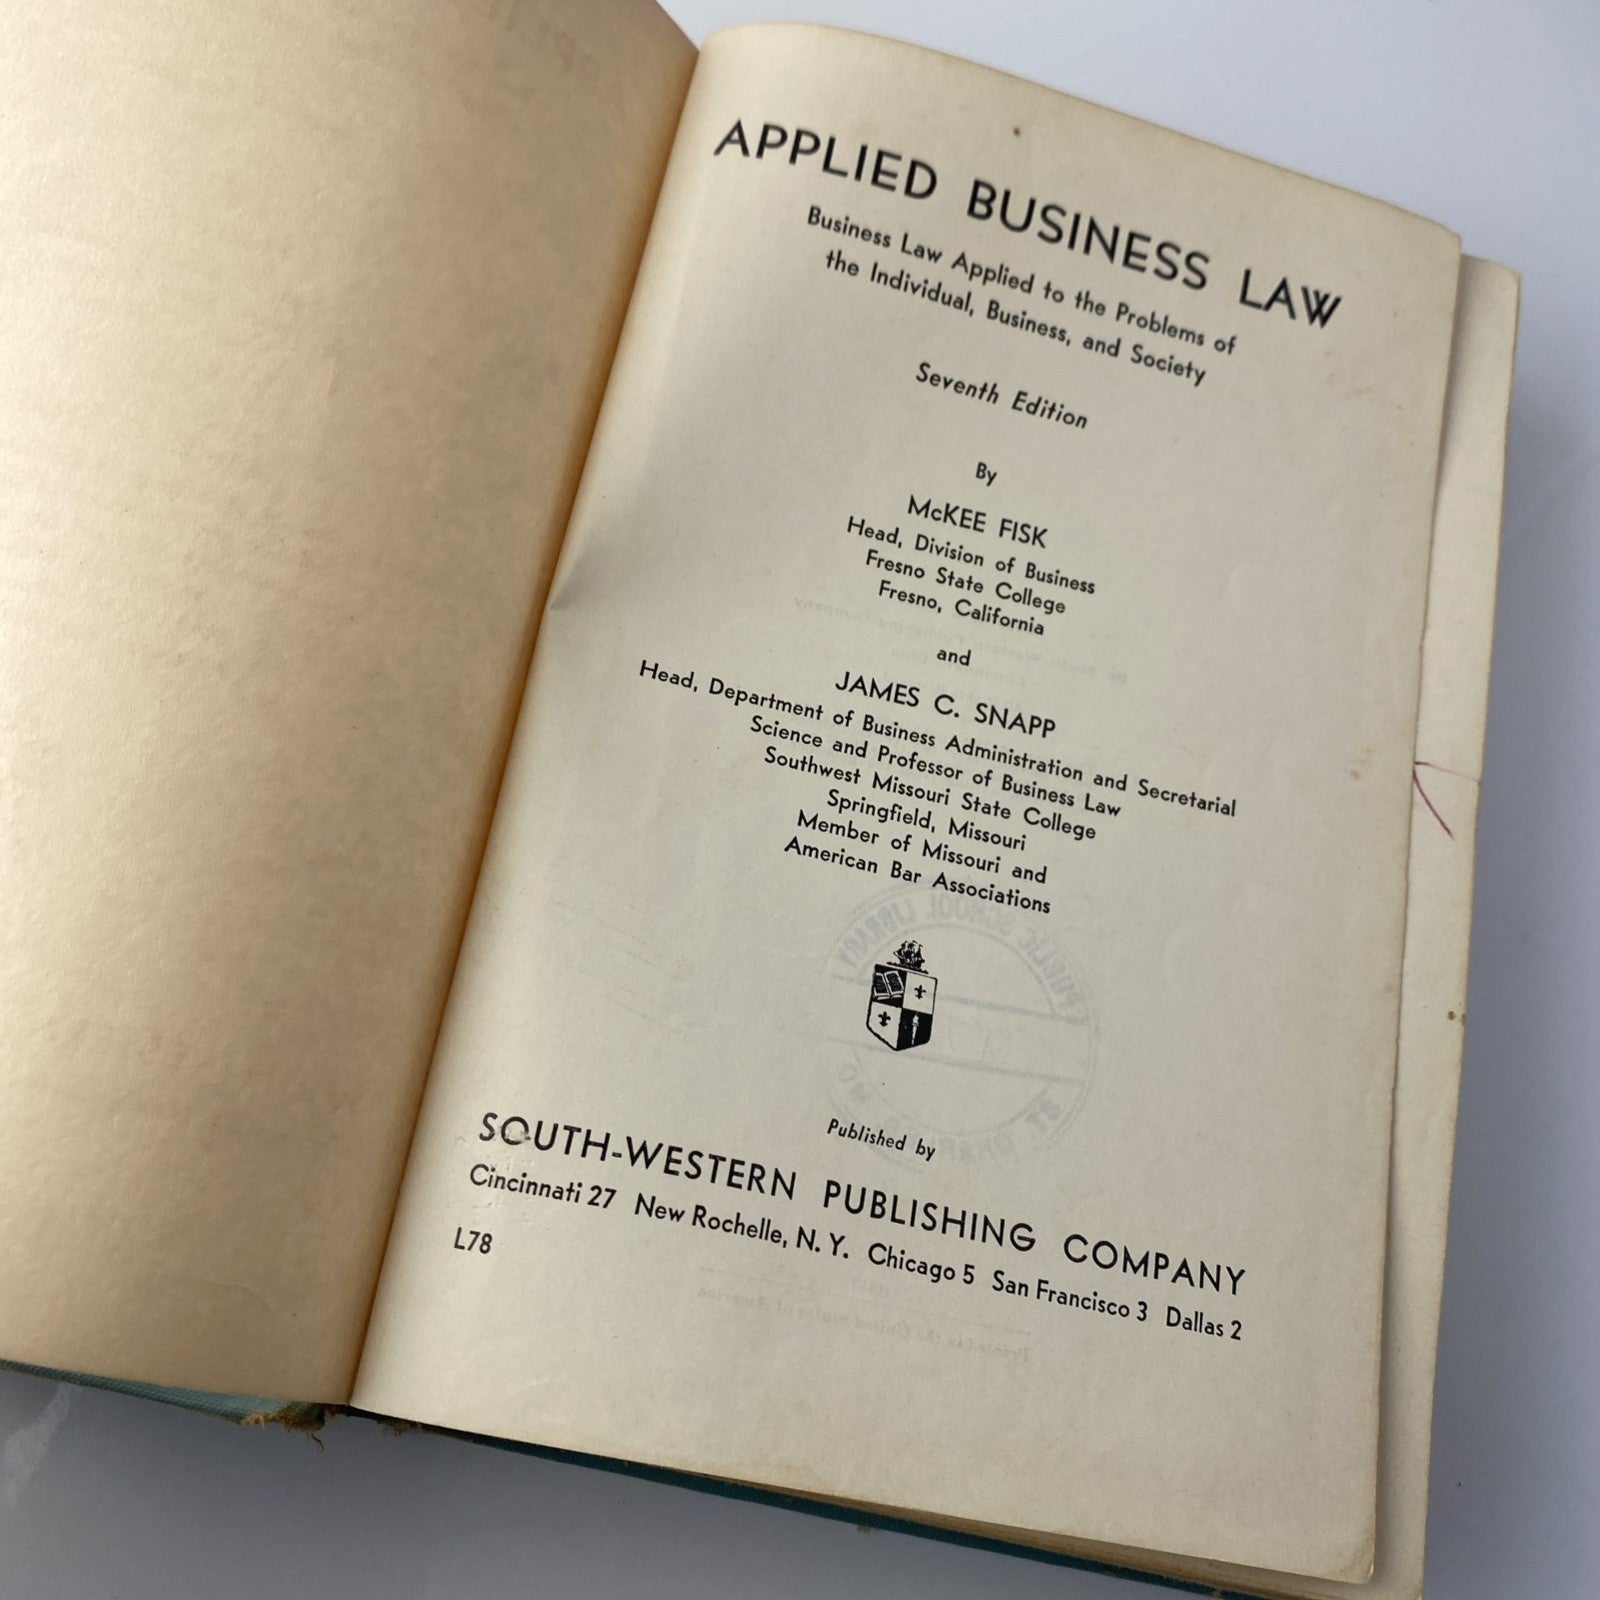 APPLIED BUSINESS LAW
Business Law Applied to the Problems of
the Individual, Business, and Society
Seventh Edition
By
McKEE FISK
Head, Division of Business
Fresno State College
Fresno, California
and
JAMES C. SNAPP
Head, Department of Business Administration and Secretarial
Science and Professor of Business Law
Southwest Missouri State College
Springfield, Missouri
Member of Missouri and
American Bar Associations
PUBLIC SCHOOL LIBRARY
Published by
SOUTH-WESTERN PUBLISHING COMPANY
Cincinnati 27 New Rochelle, N. Y. Chicago 5 San Francisco 3 Dallas 2
L78